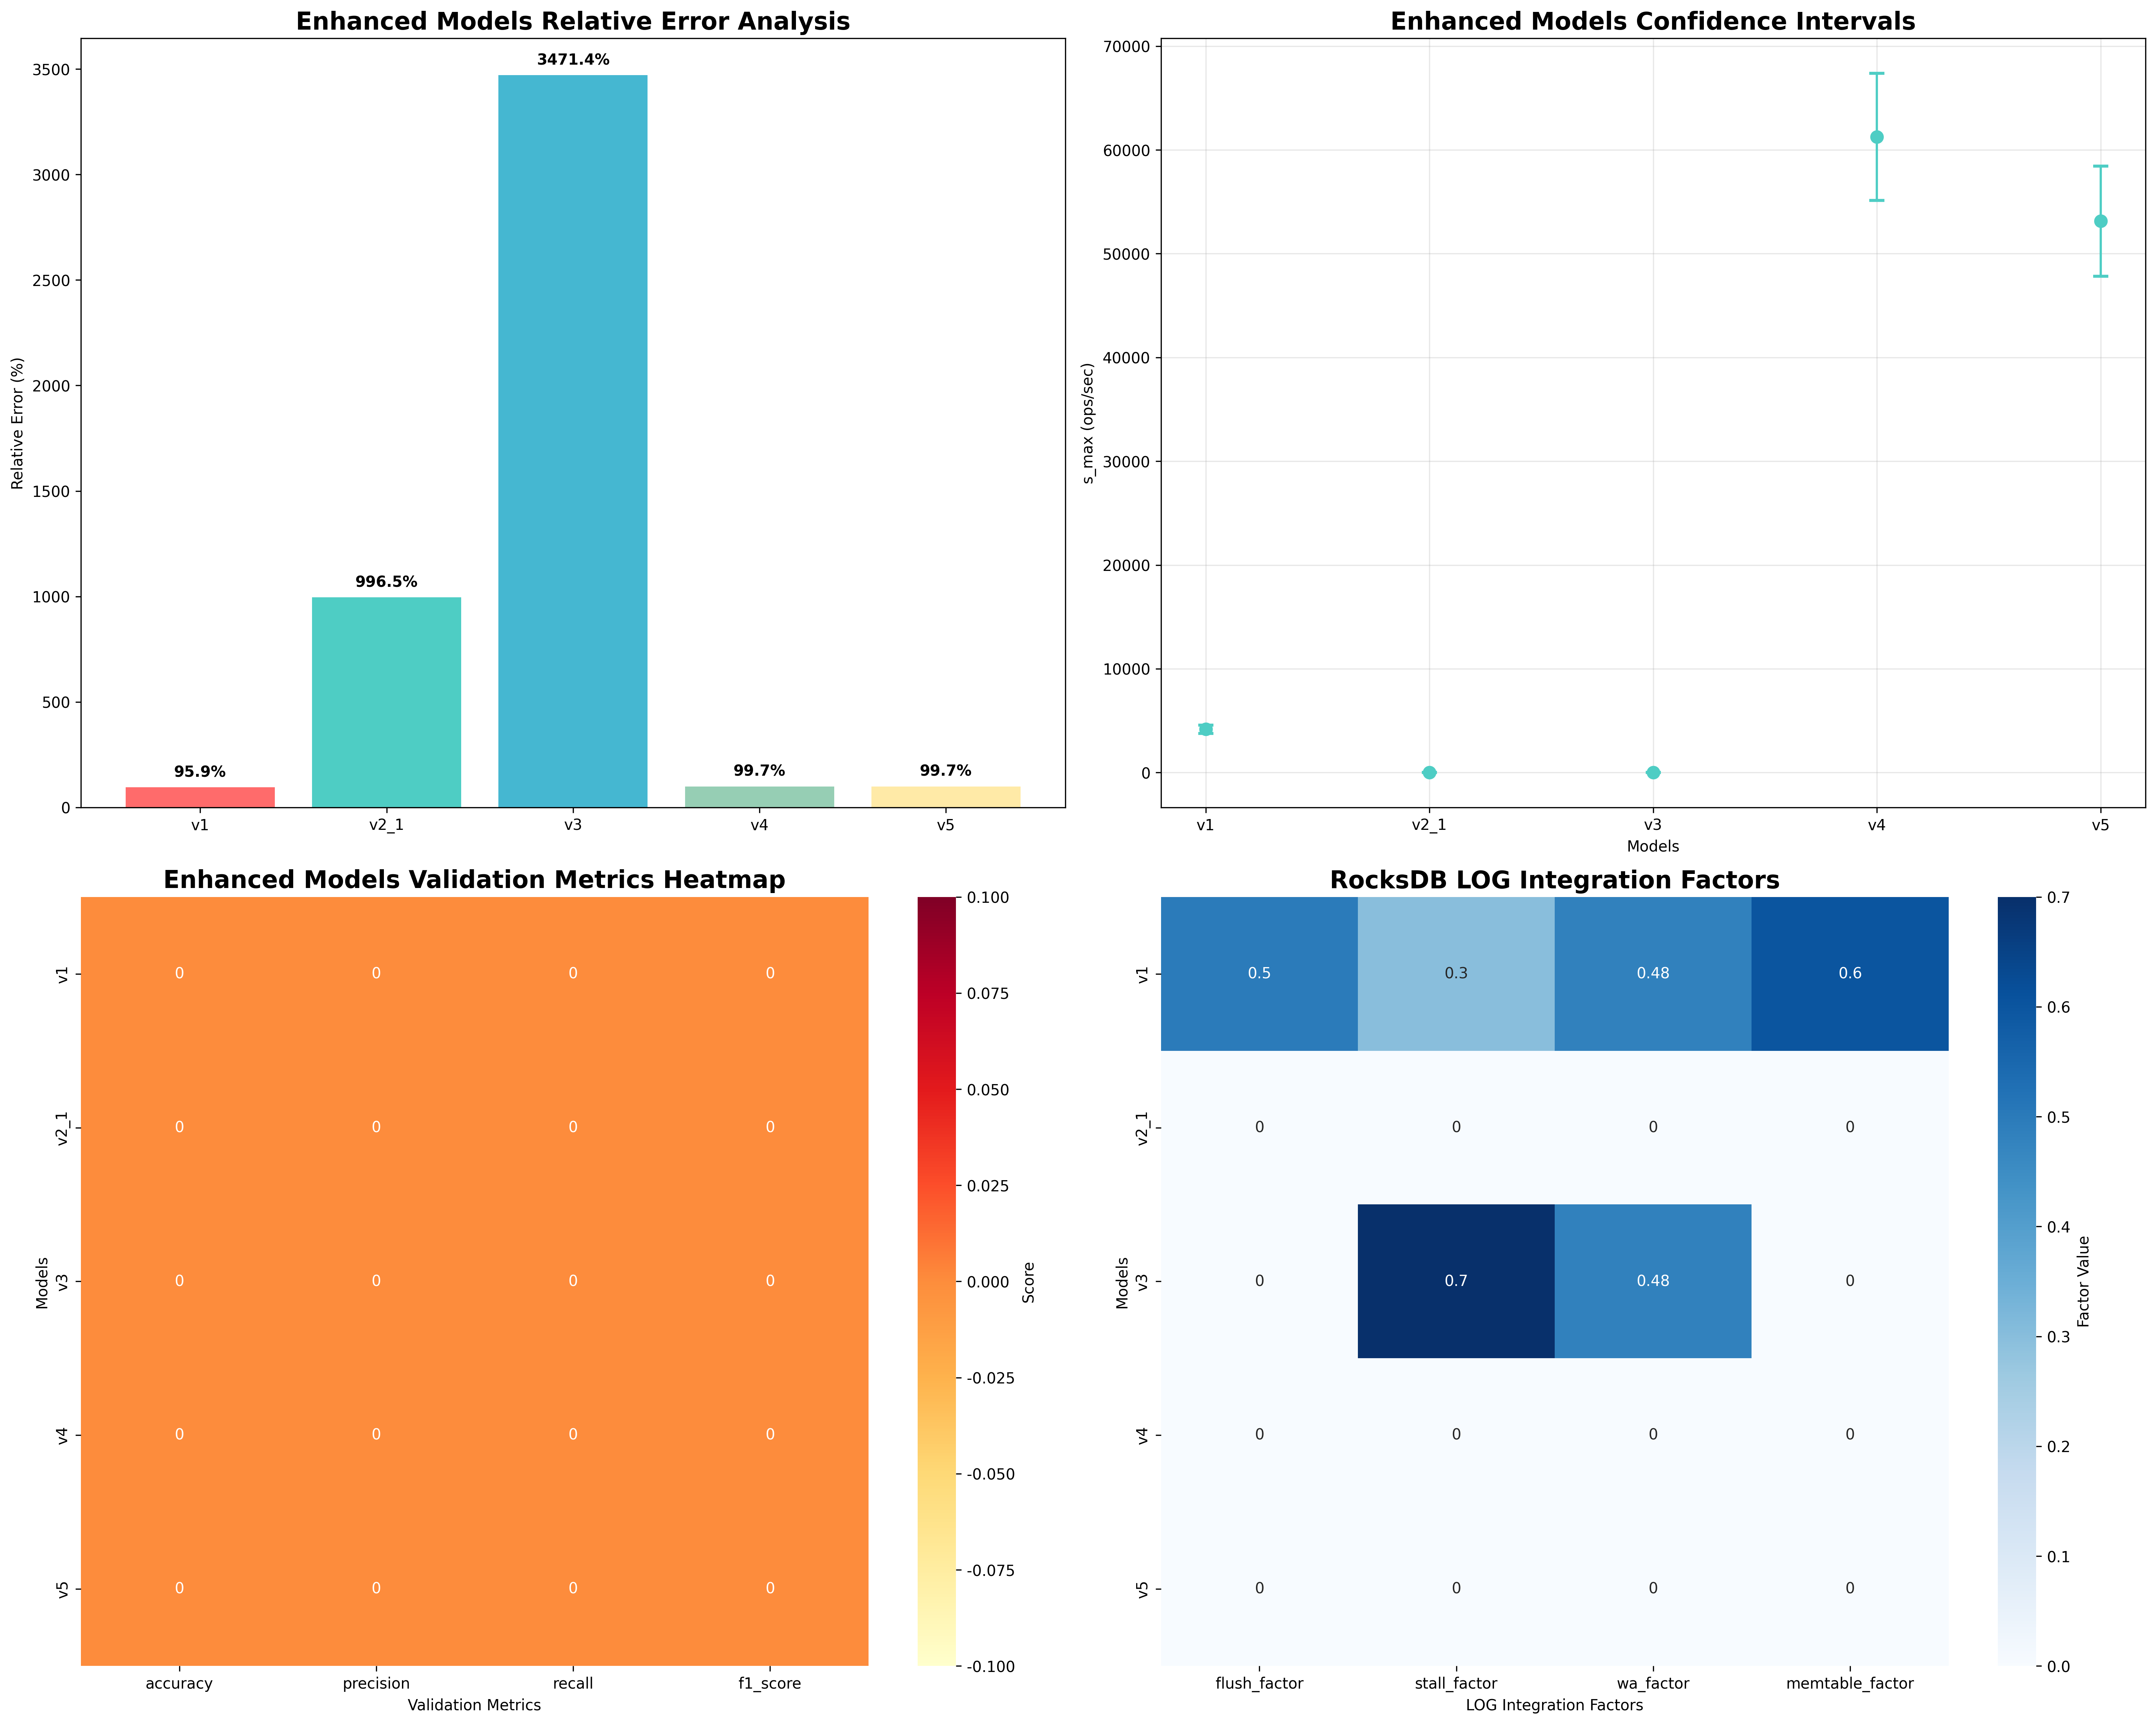 Enhanced Models Relative Error Analysis
Relative Error (%)
3500
3000
2500
2000
1500
1000
500
0
95.9%
996.5%
3471.4%
99.7%
99.7%
v1
v2_1
v3
v4
v5
Enhanced Models Confidence Intervals
s_max (ops/sec)
70000
60000
50000
40000
30000
20000
10000
0
v1
v2_1
v3
v4
v5
Models
Enhanced Models Validation Metrics Heatmap
Models
v1
0 0 0 0
v2_1
0 0 0 0
v3
0 0 0 0
v4
0 0 0 0
v5
0 0 0 0
accuracy
precision
recall
f1_score
Validation Metrics
0.100
0.075
0.050
0.025
0.000
-0.025
-0.050
-0.075
-0.100
Score
RocksDB LOG Integration Factors
Models
v1
0.5 0.3 0.48 0.6
v2_1
0 0 0 0
v3
0 0.7 0.48 0
v4
0 0 0 0
v5
0 0 0 0
flush_factor
stall_factor
wa_factor
memtable_factor
LOG Integration Factors
0.7
0.6
0.5
0.4
0.3
0.2
0.1
0.0
Factor Value